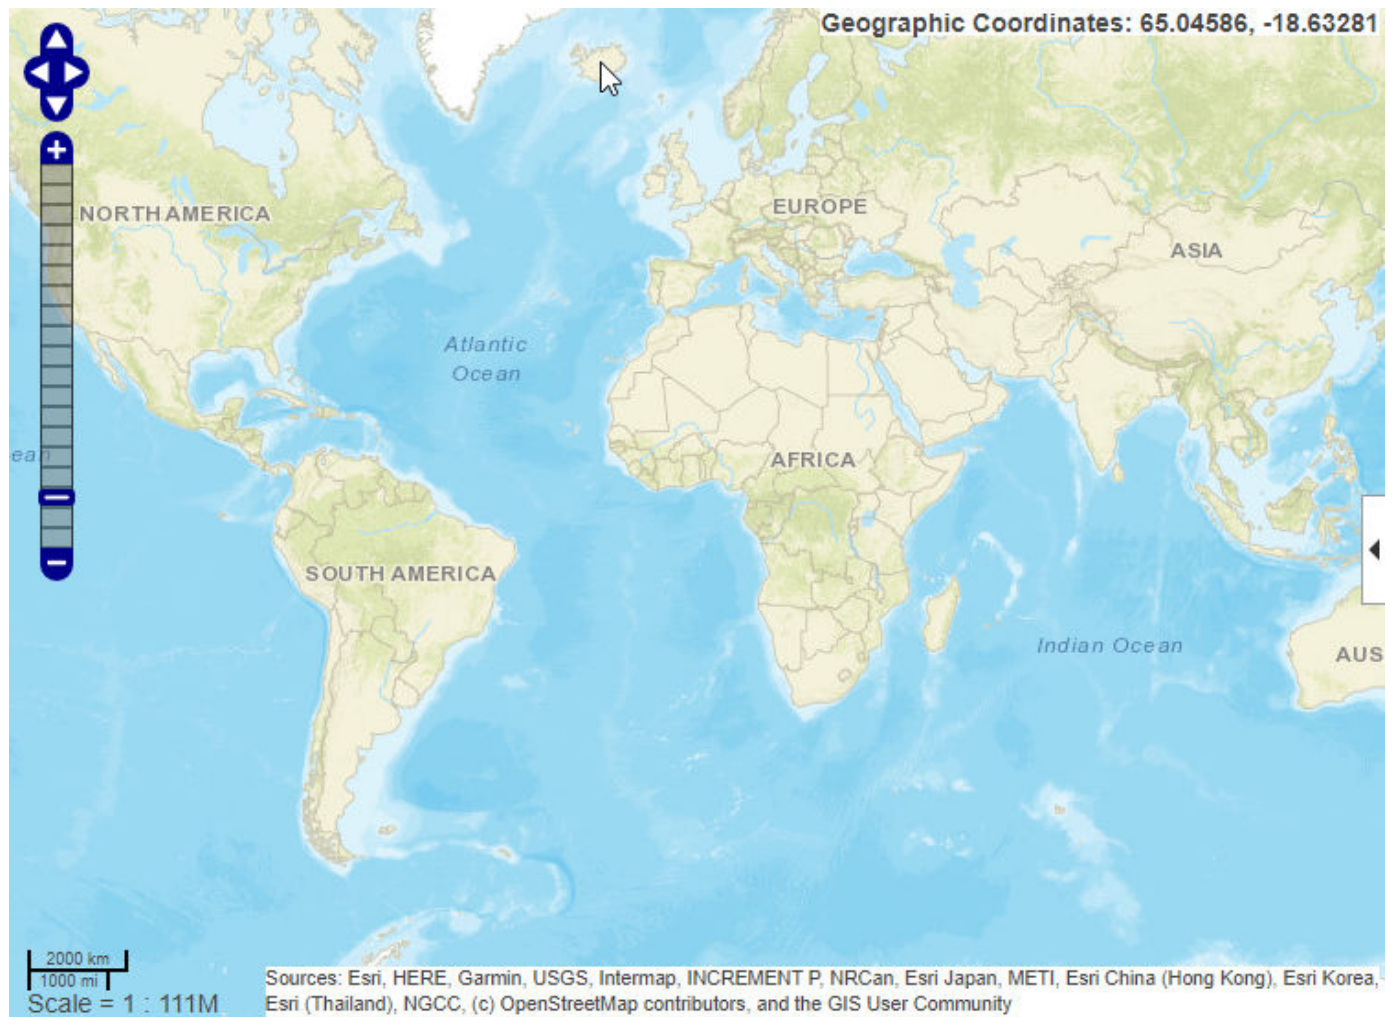 Geographic Coordinates: 65.04586, -18.63281
NORTH AMERICA
EUROPE
ASIA
Atlantic
Ocean
ean
AFRICA
SOUTH AMERICA
Indian Ocean
AUS
2000 km
1000 mi
Scale = 1 : 111M
Sources: Esri, HERE, Garmin, USGS, Intermap, INCREMENT P, NRCan, Esri Japan, METI, Esri China (Hong Kong), Esri Korea,
Esri (Thailand), NGCC, (c) OpenStreetMap contributors, and the GIS User Community